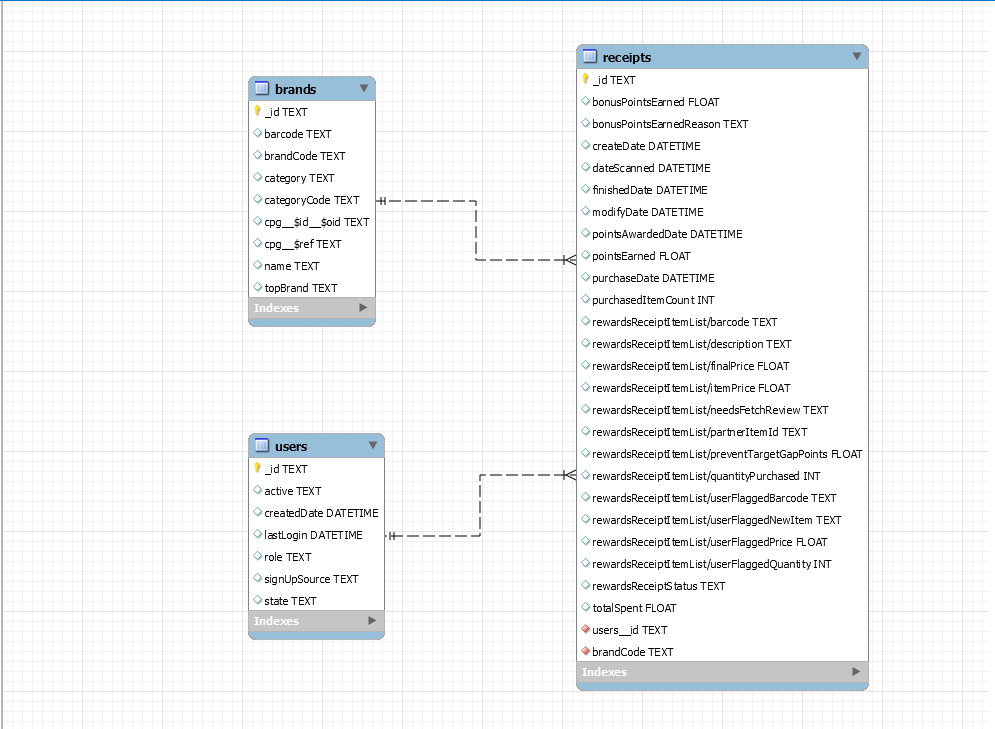 brands
_id TEXT
barcode TEXT
brandCode TEXT
category TEXT
categoryCode TEXT
cpg__$id__$oid TEXT
cpg__$ref TEXT
name TEXT
topBrand TEXT
Indexes
users
_id TEXT
active TEXT
createdDate DATETIME
lastLogin DATETIME
role TEXT
signUpSource TEXT
state TEXT
Indexes
receipts
_id TEXT
bonusPointsEarned FLOAT
bonusPointsEarnedReason TEXT
createDate DATETIME
dateScanned DATETIME
finishedDate DATETIME
modifyDate DATETIME
pointsAwardedDate DATETIME
pointsEarned FLOAT
purchaseDate DATETIME
purchasedItemCount INT
rewardsReceiptItemList/barcode TEXT
rewardsReceiptItemList/description TEXT
rewardsReceiptItemList/finalPrice FLOAT
rewardsReceiptItemList/itemPrice FLOAT
rewardsReceiptItemList/needsFetchReview TEXT
rewardsReceiptItemList/partnerItemId TEXT
rewardsReceiptItemList/preventTargetGapPoints FLOAT
rewardsReceiptItemList/quantityPurchased INT
rewardsReceiptItemList/userFlaggedBarcode TEXT
rewardsReceiptItemList/userFlaggedNewItem TEXT
rewardsReceiptItemList/userFlaggedPrice FLOAT
rewardsReceiptItemList/userFlaggedQuantity INT
rewardsReceiptStatus TEXT
totalSpent FLOAT
users__id TEXT
brandCode TEXT
Indexes